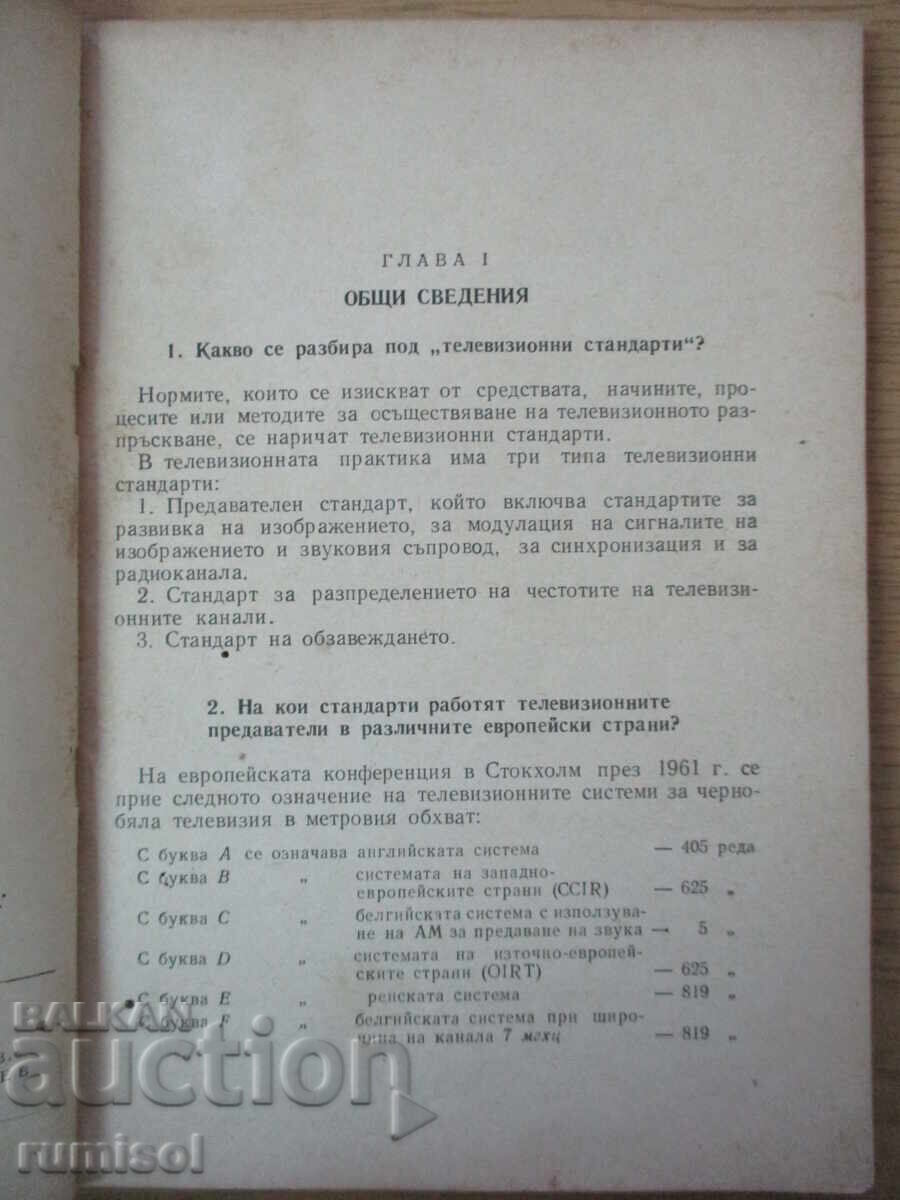 ГЛАВА I
ОБЩИ СВЕДЕНИЯ
1. Какво се разбира под „телевизионни стандарти“?
Нормите, които се изискват от средствата, начините, про-
цесите или методите за осъществяване на телевизионното раз-
пръскване, се наричат телевизионни стандарти.
В телевизионната практика има три типа телевизионни
стандарти:
1. Предавателен стандарт, който включва стандартите за
развивка на изображението, за модулация на сигналите на
изображението и звуковия съпровод, за синхронизация и за
радиоканала.
2. Стандарт за разпределението на честотите на телевизи-
онните канали.
3. Стандарт на обзавеждането.
2. На кои стандарти работят телевизионните
предаватели в различните европейски страни?
На европейската конференция в Стокхолм през 1961 г. се
прие следното означение на телевизионните системи за черно-
бяла телевизия в метровия обхват:
С буква A се означава английската система — 405 реда
С буква B „ системата на западно-
европейските страни (CCIR) — 625 „
С буква C „ белгийската система с използува-
не на АМ за предаване на звука — 5 „
С буква D „ системата на източно-европей-
ските страни (OIRT) — 625 „
С буква E „ ренската система — 819 „
С буква F „ белгийската система при широ-
чина на канала 7 мгхц — 819 „
BALKAN
auction
rumisol